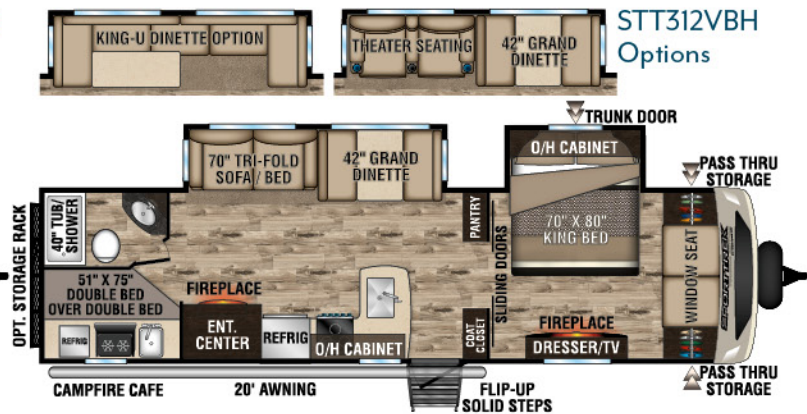 STT312VBH
Options
KING-U DINETTE OPTION
THEATER SEATING
42" GRAND
DINETTE
TRUNK DOOR
O/H CABINET
PASS THRU
STORAGE
70" TRI-FOLD
SOFA / BED
42" GRAND
DINETTE
OPT. STORAGE RACK
40" TUB/
SHOWER
PANTRY
70" X 80"
KING BED
SLIDING DOORS
WINDOW SEAT
SPORTTREK
51" X 75"
DOUBLE BED
OVER DOUBLE BED
FIREPLACE
ENT.
CENTER
REFRIG
REFRIG
O/H CABINET
COAT
CLOSET
FIREPLACE
DRESSER/TV
PASS THRU
STORAGE
CAMPFIRE CAFE
20' AWNING
FLIP-UP
SOLID STEPS